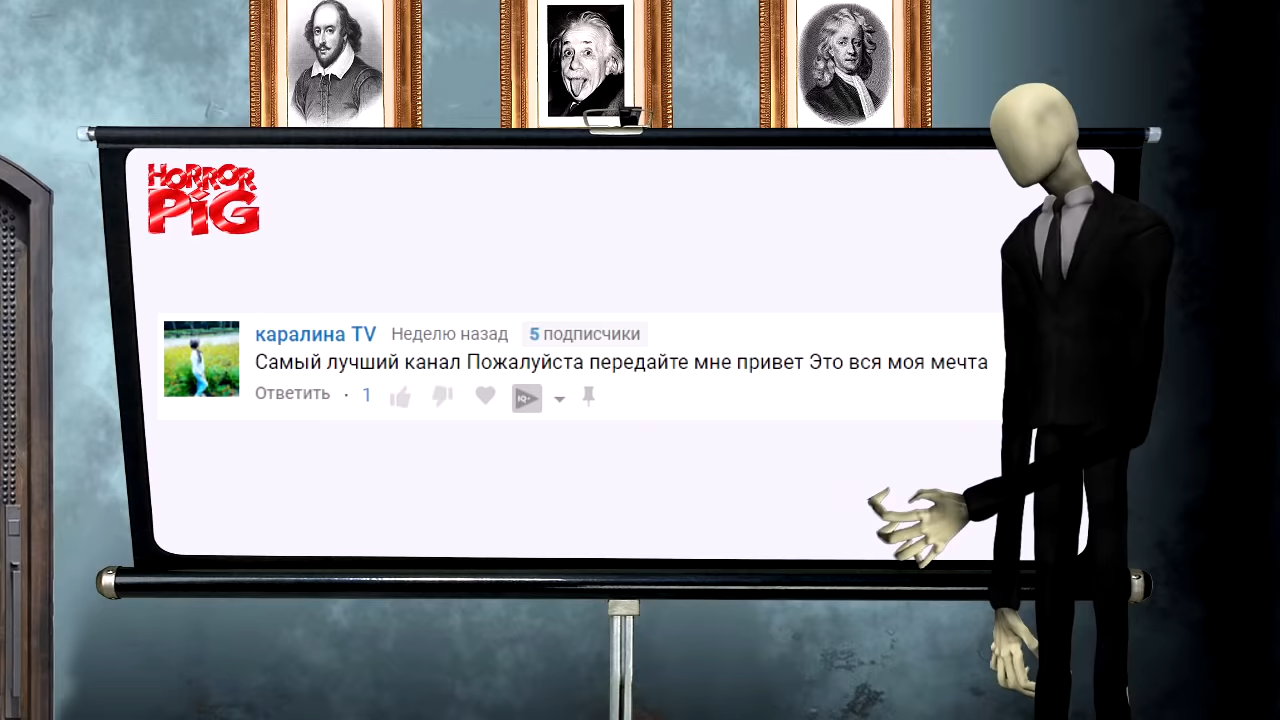 HORROR
PiG
каралина TV Неделю назад 5 подписчики
Самый лучший канал Пожалуйста передайте мне привет Это вся моя мечта
Ответить · 1
IQ+